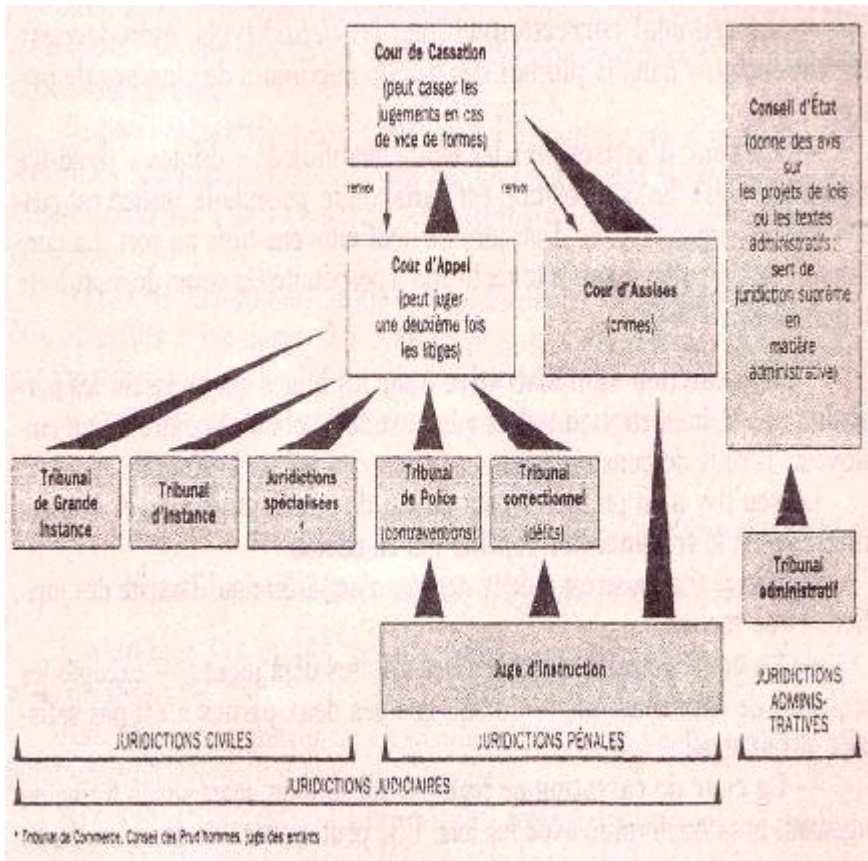 Cour de Cassation
(peut casser les
jugements en cas
de vice de formes)
Conseil d'État
(donne des avis
sur
les projets de lois
ou les textes
administratifs
sert de
juridiction suprème
en
matière
administrative)
renvoi
renvoi
Cour d'Appel
(peut juger
une deuxième fois
les litiges)
Cour d'Assises
(crimes)
Tribunal
de Grande
Instance
Tribunal
d'Instance
Juridictions
spécialisées
*
Tribunal
de Police
(contraventions)
Tribunal
correctionnel
(délits)
Tribunal
administratif
Juge d'Instruction
JURIDICTIONS
ADMINIS-
TRATIVES
JURIDICTIONS CIVILES
JURIDICTIONS PÉNALES
JURIDICTIONS JUDICIAIRES
* Tribunal de Commerce, Conseil des Prud'hommes, juge des enfants